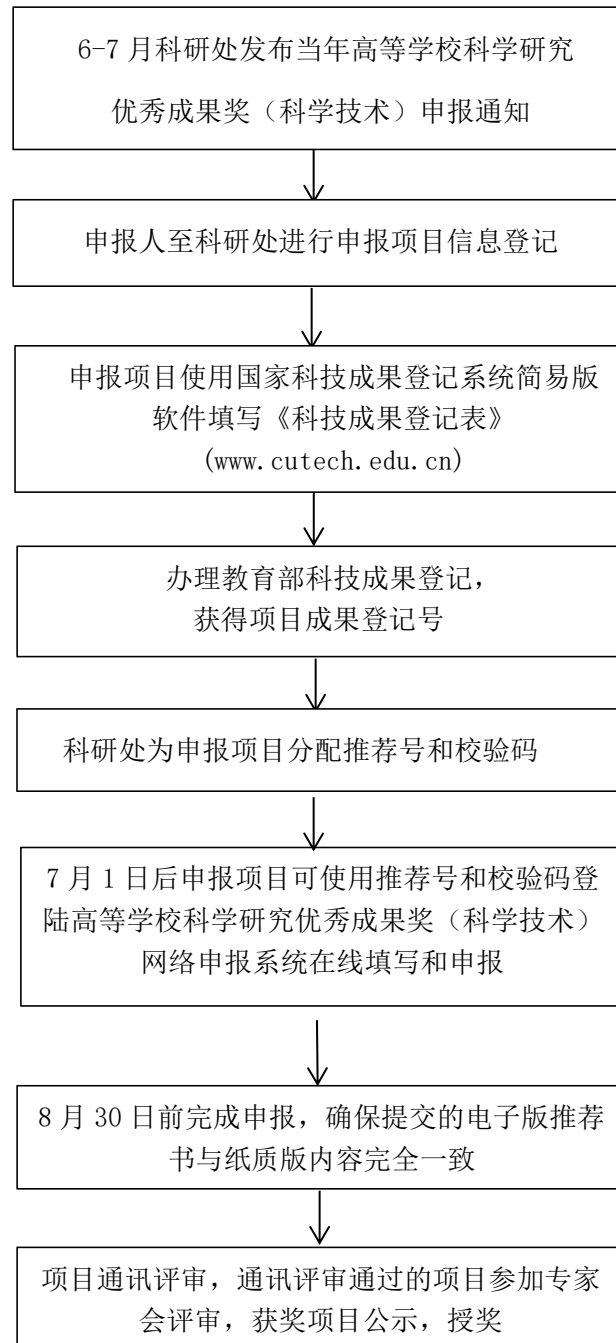 6-7月科研处发布当年高等学校科学研究
优秀成果奖（科学技术）申报通知
申报人至科研处进行申报项目信息登记
申报项目使用国家科技成果登记系统简易版
软件填写《科技成果登记表》
(www.cutech.edu.cn)
办理教育部科技成果登记，
获得项目成果登记号
科研处为申报项目分配推荐号和校验码
7月1日后申报项目可使用推荐号和校验码登
陆高等学校科学研究优秀成果奖（科学技术）
网络申报系统在线填写和申报
8月30日前完成申报，确保提交的电子版推荐
书与纸质版内容完全一致
项目通讯评审，通讯评审通过的项目参加专家
会评审，获奖项目公示，授奖